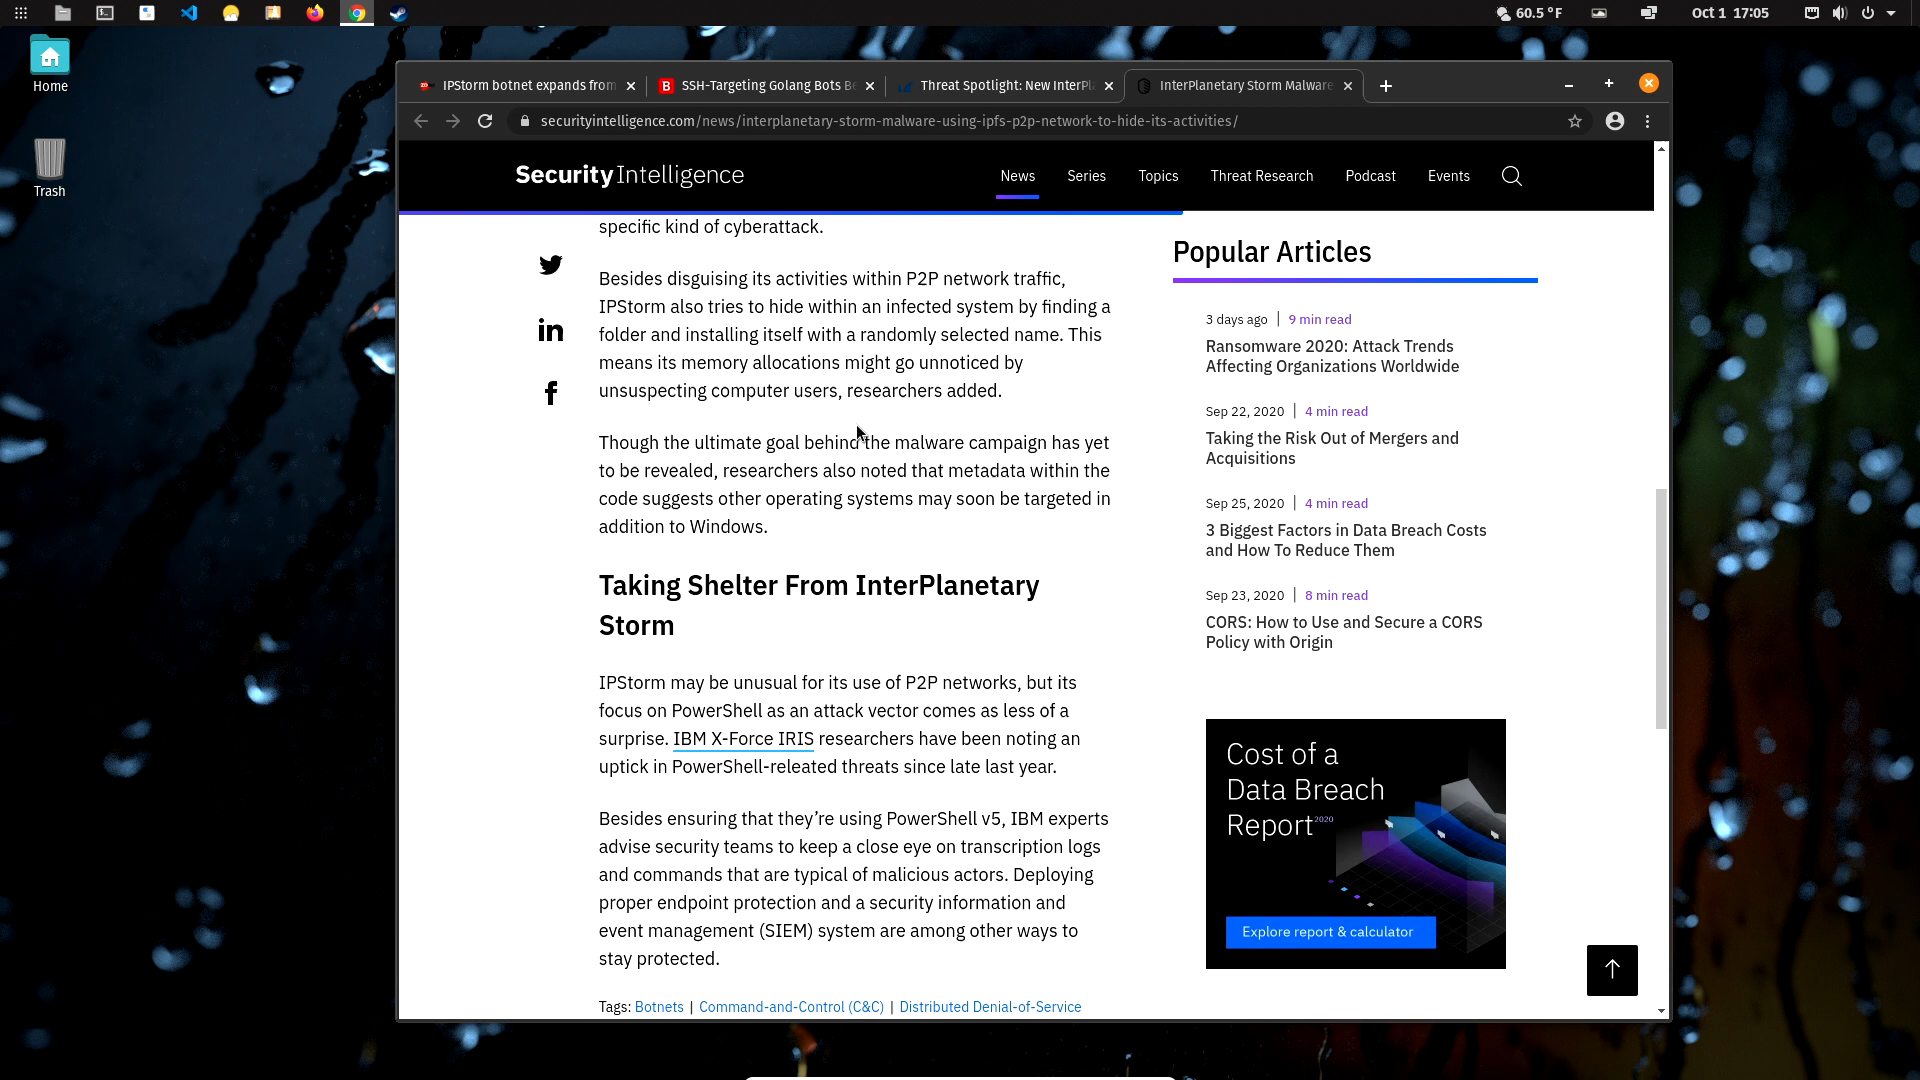 60.5 °F
Oct 1 17:05
Home
Trash
IPStorm botnet expands from
SSH-Targeting Golang Bots Be
Threat Spotlight: New InterPla
InterPlanetary Storm Malware
securityintelligence.com/news/interplanetary-storm-malware-using-ipfs-p2p-network-to-hide-its-activities/
SecurityIntelligence
News
Series
Topics
Threat Research
Podcast
Events
specific kind of cyberattack.
Besides disguising its activities within P2P network traffic,
IPStorm also tries to hide within an infected system by finding a
folder and installing itself with a randomly selected name. This
means its memory allocations might go unnoticed by
unsuspecting computer users, researchers added.
Though the ultimate goal behind the malware campaign has yet
to be revealed, researchers also noted that metadata within the
code suggests other operating systems may soon be targeted in
addition to Windows.
Taking Shelter From InterPlanetary
Storm
IPStorm may be unusual for its use of P2P networks, but its
focus on PowerShell as an attack vector comes as less of a
surprise. IBM X-Force IRIS researchers have been noting an
uptick in PowerShell-releated threats since late last year.
Besides ensuring that they’re using PowerShell v5, IBM experts
advise security teams to keep a close eye on transcription logs
and commands that are typical of malicious actors. Deploying
proper endpoint protection and a security information and
event management (SIEM) system are among other ways to
stay protected.
Tags: Botnets | Command-and-Control (C&C) | Distributed Denial-of-Service
Popular Articles
3 days ago | 9 min read
Ransomware 2020: Attack Trends
Affecting Organizations Worldwide
Sep 22, 2020 | 4 min read
Taking the Risk Out of Mergers and
Acquisitions
Sep 25, 2020 | 4 min read
3 Biggest Factors in Data Breach Costs
and How To Reduce Them
Sep 23, 2020 | 8 min read
CORS: How to Use and Secure a CORS
Policy with Origin
Cost of a
Data Breach
Report 2020
Explore report & calculator